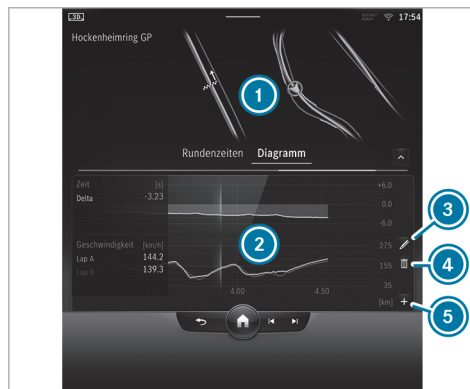 3D
17:54
Hockenheimring GP
1
Rundenzeiten Diagramm
Zeit [s]
Delta -3.23
+6.0
0.0
-6.0
3
2
Geschwindigkeit [km/h]
Lap A 144.2
Lap B 139.3
275
155
35
4
4.00 4.50
[km] +
5